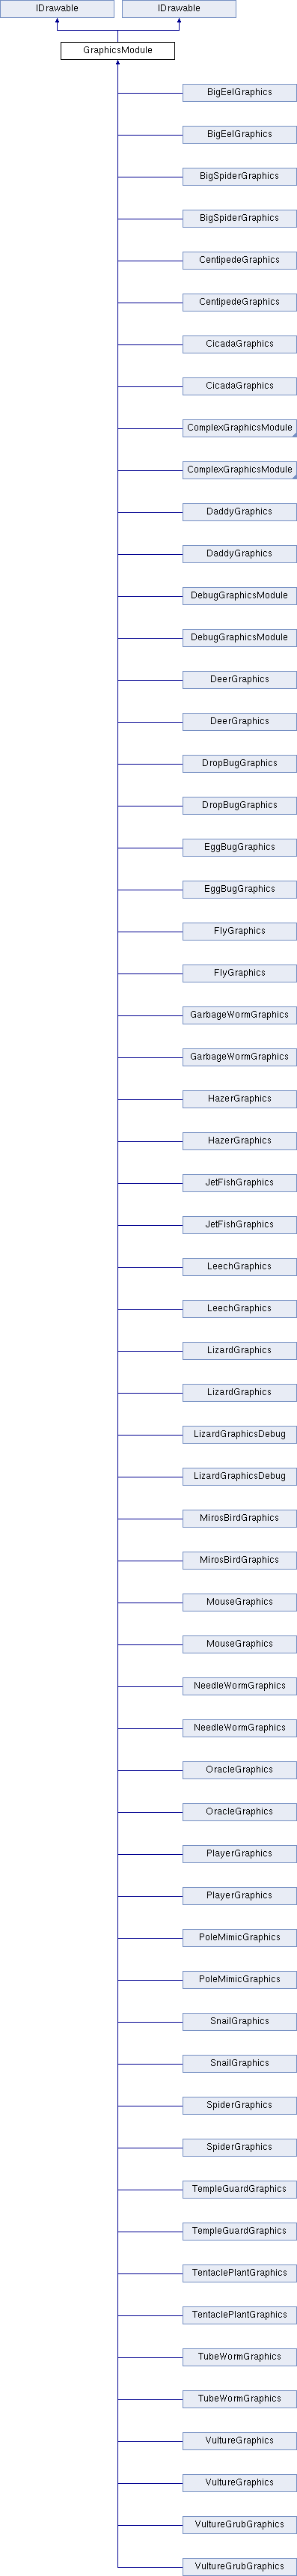 IDrawable IDrawable
GraphicsModule
BigEelGraphics
BigEelGraphics
BigSpiderGraphics
BigSpiderGraphics
CentipedeGraphics
CentipedeGraphics
CicadaGraphics
CicadaGraphics
ComplexGraphicsModule
ComplexGraphicsModule
DaddyGraphics
DaddyGraphics
DebugGraphicsModule
DebugGraphicsModule
DeerGraphics
DeerGraphics
DropBugGraphics
DropBugGraphics
EggBugGraphics
EggBugGraphics
FlyGraphics
FlyGraphics
GarbageWormGraphics
GarbageWormGraphics
HazerGraphics
HazerGraphics
JetFishGraphics
JetFishGraphics
LeechGraphics
LeechGraphics
LizardGraphics
LizardGraphics
LizardGraphicsDebug
LizardGraphicsDebug
MirosBirdGraphics
MirosBirdGraphics
MouseGraphics
MouseGraphics
NeedleWormGraphics
NeedleWormGraphics
OracleGraphics
OracleGraphics
PlayerGraphics
PlayerGraphics
PoleMimicGraphics
PoleMimicGraphics
SnailGraphics
SnailGraphics
SpiderGraphics
SpiderGraphics
TempleGuardGraphics
TempleGuardGraphics
TentaclePlantGraphics
TentaclePlantGraphics
TubeWormGraphics
TubeWormGraphics
VultureGraphics
VultureGraphics
VultureGrubGraphics
VultureGrubGraphics